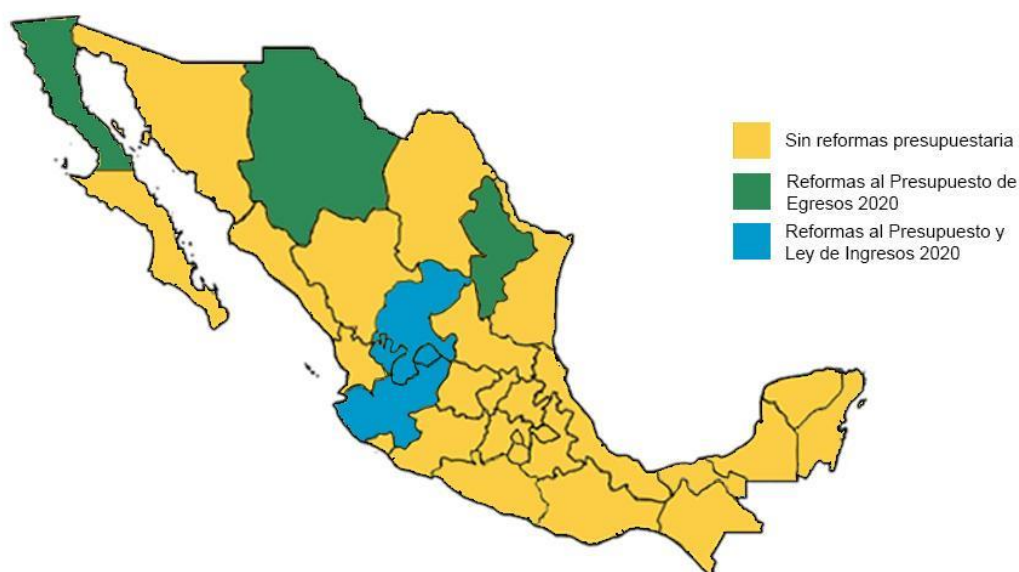 Sin reformas presupuestaria
Reformas al Presupuesto de
Egresos 2020
Reformas al Presupuesto y
Ley de Ingresos 2020